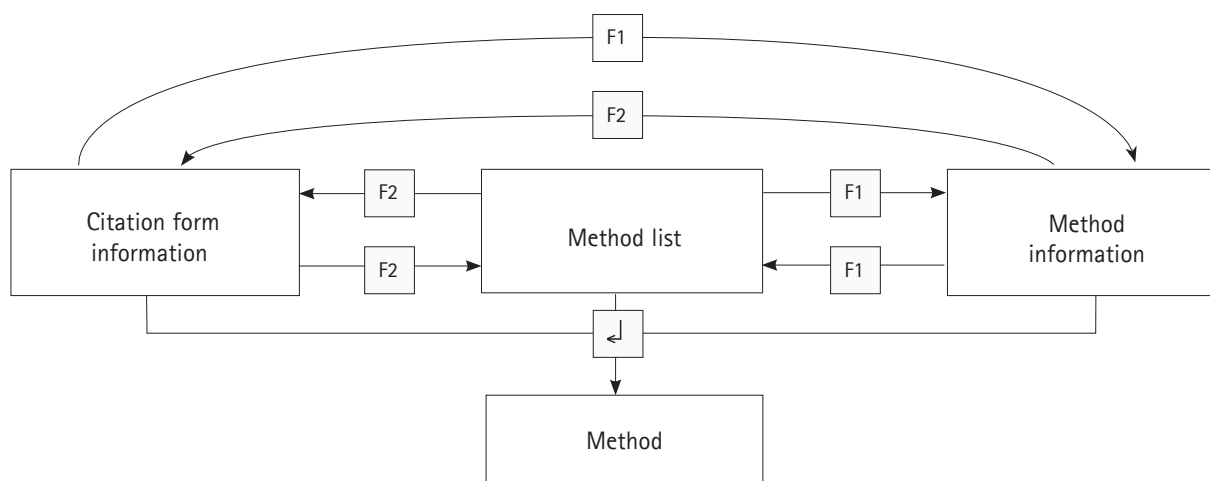 F1
F2
F2
F1
Citation form
information
Method list
Method
information
F2
F1
↲
Method